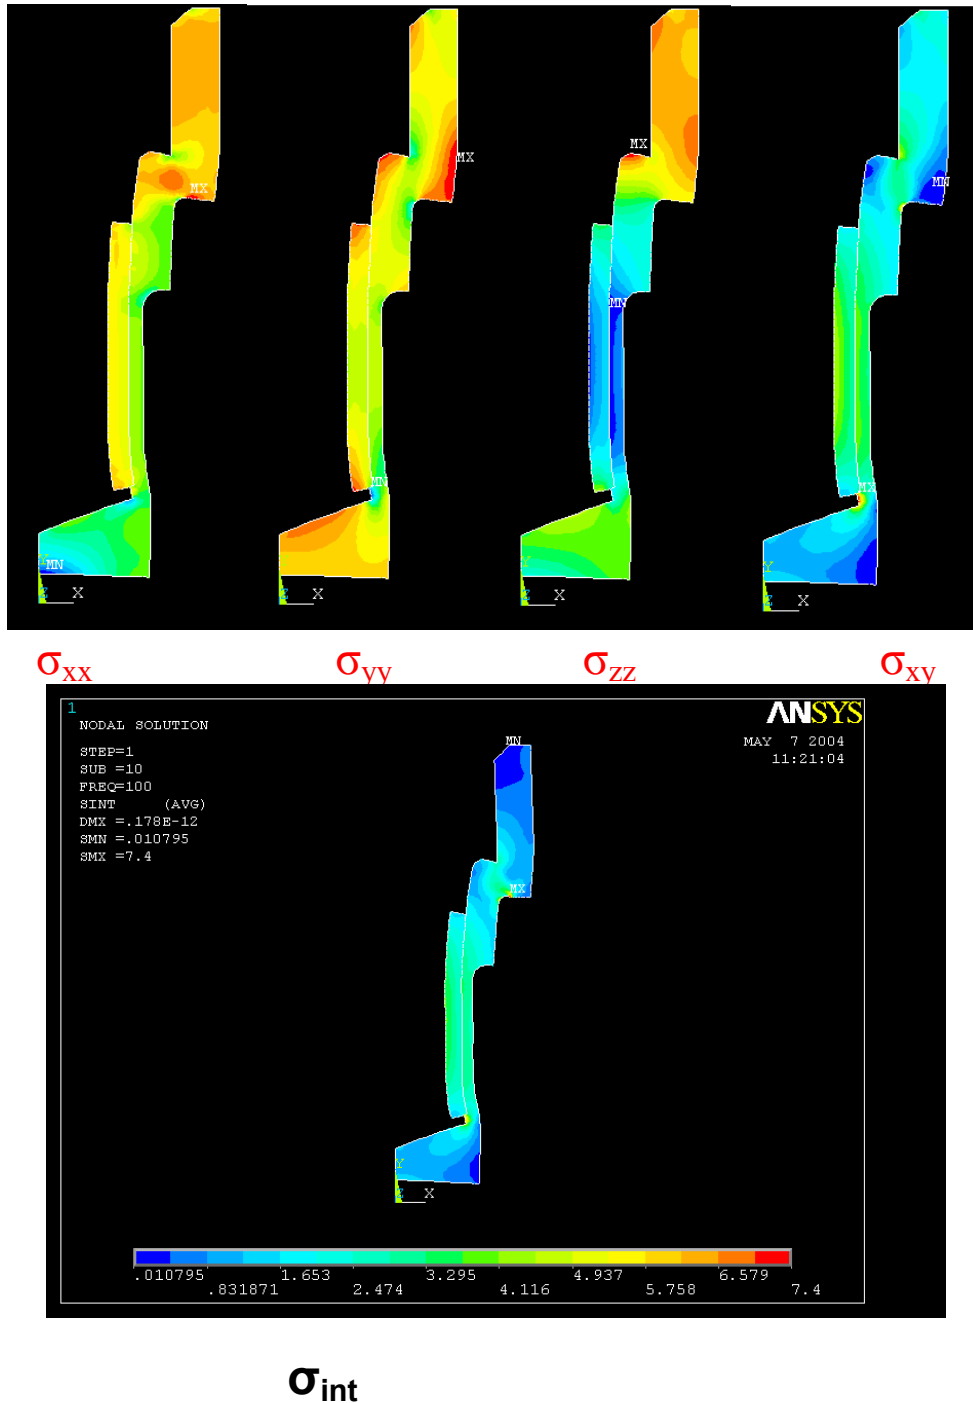 MX
MN
Y
Z
X
MX
MN
Z
X
MX
MN
Y
Z
X
MN
MX
Y
Z
X
σxx σyy σzz σxy
1
NODAL SOLUTION
STEP=1
SUB =10
FREQ=100
SINT (AVG)
DMX =.178E-12
SMN =.010795
SMX =7.4
ANSYS
MAY 7 2004
11:21:04
MN
MX
Y
Z
X
.010795 1.653 3.295 4.937 6.579
.831871 2.474 4.116 5.758 7.4
σint